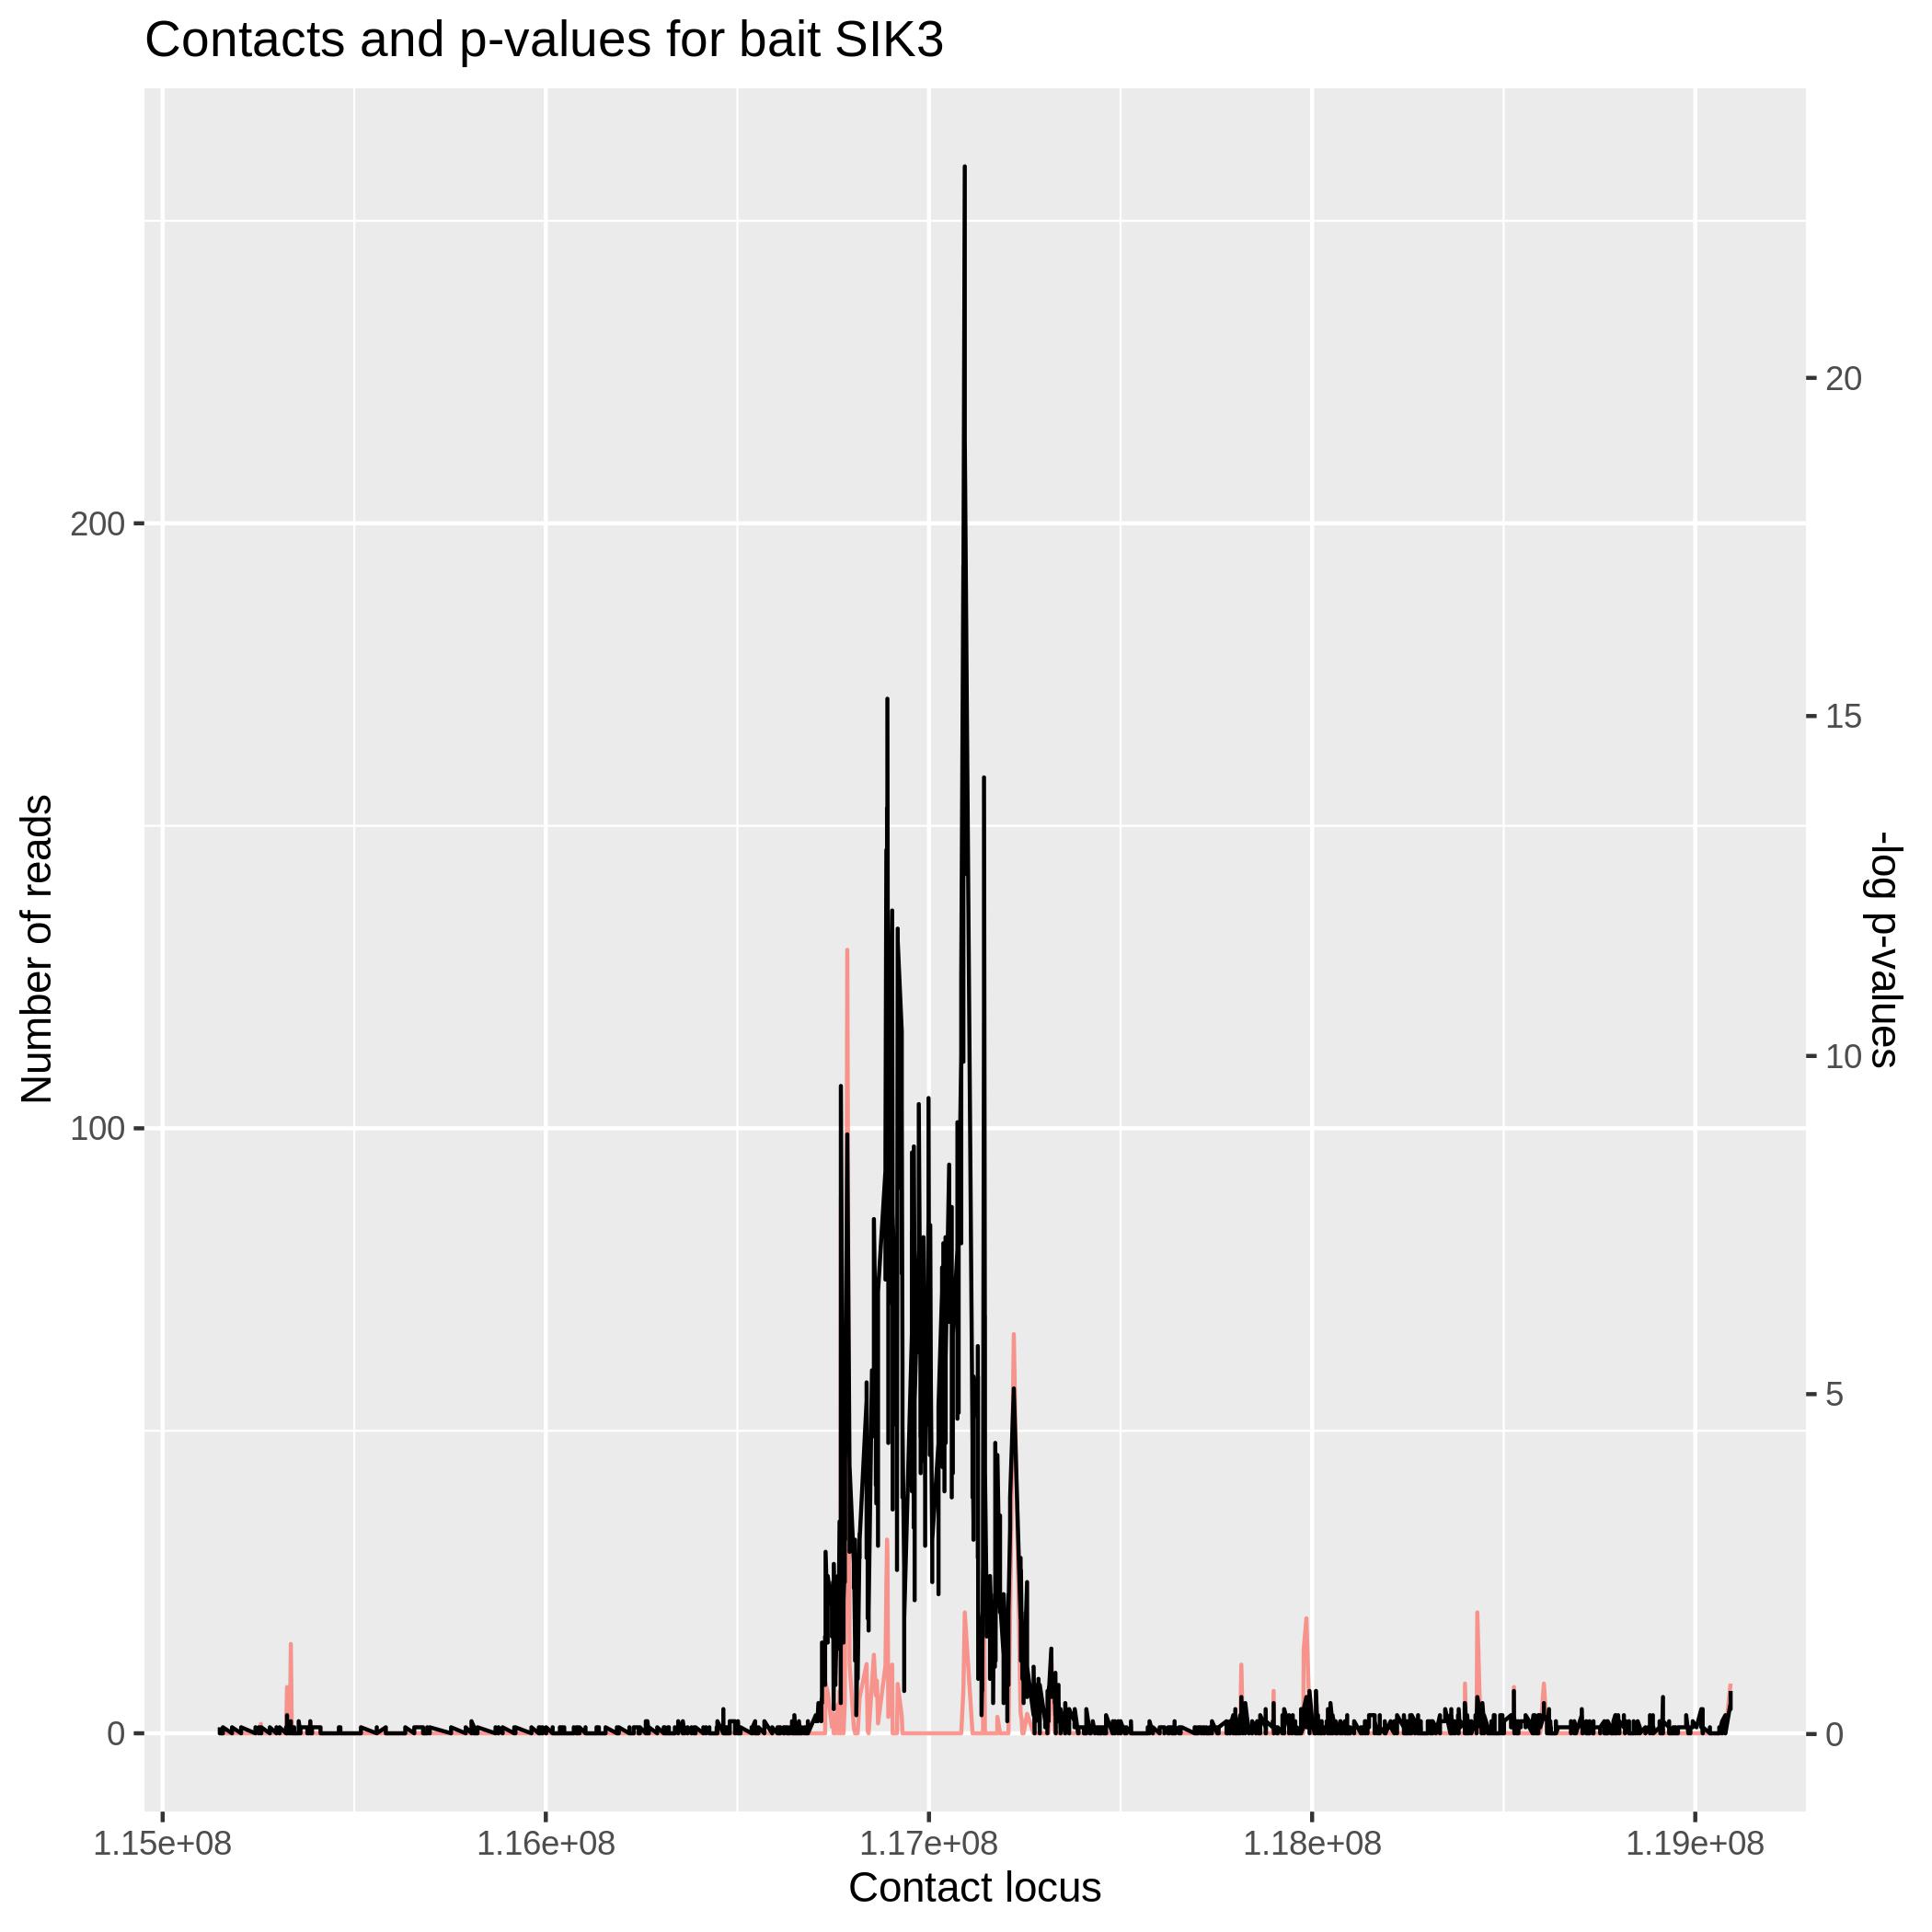 Contacts and p-values for bait SIK3
Number of reads
200
100
0
20
15
10
5
0
-log p-values
1.15e+08
1.16e+08
1.17e+08
1.18e+08
1.19e+08
Contact locus